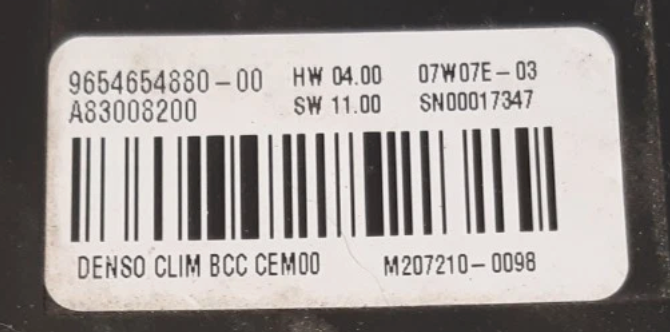 9654654880-00 HW 04.00 07W07E-03
A83008200 SW 11.00 SN00017347
DENSO CLIM BCC CEM00 M207210-0098